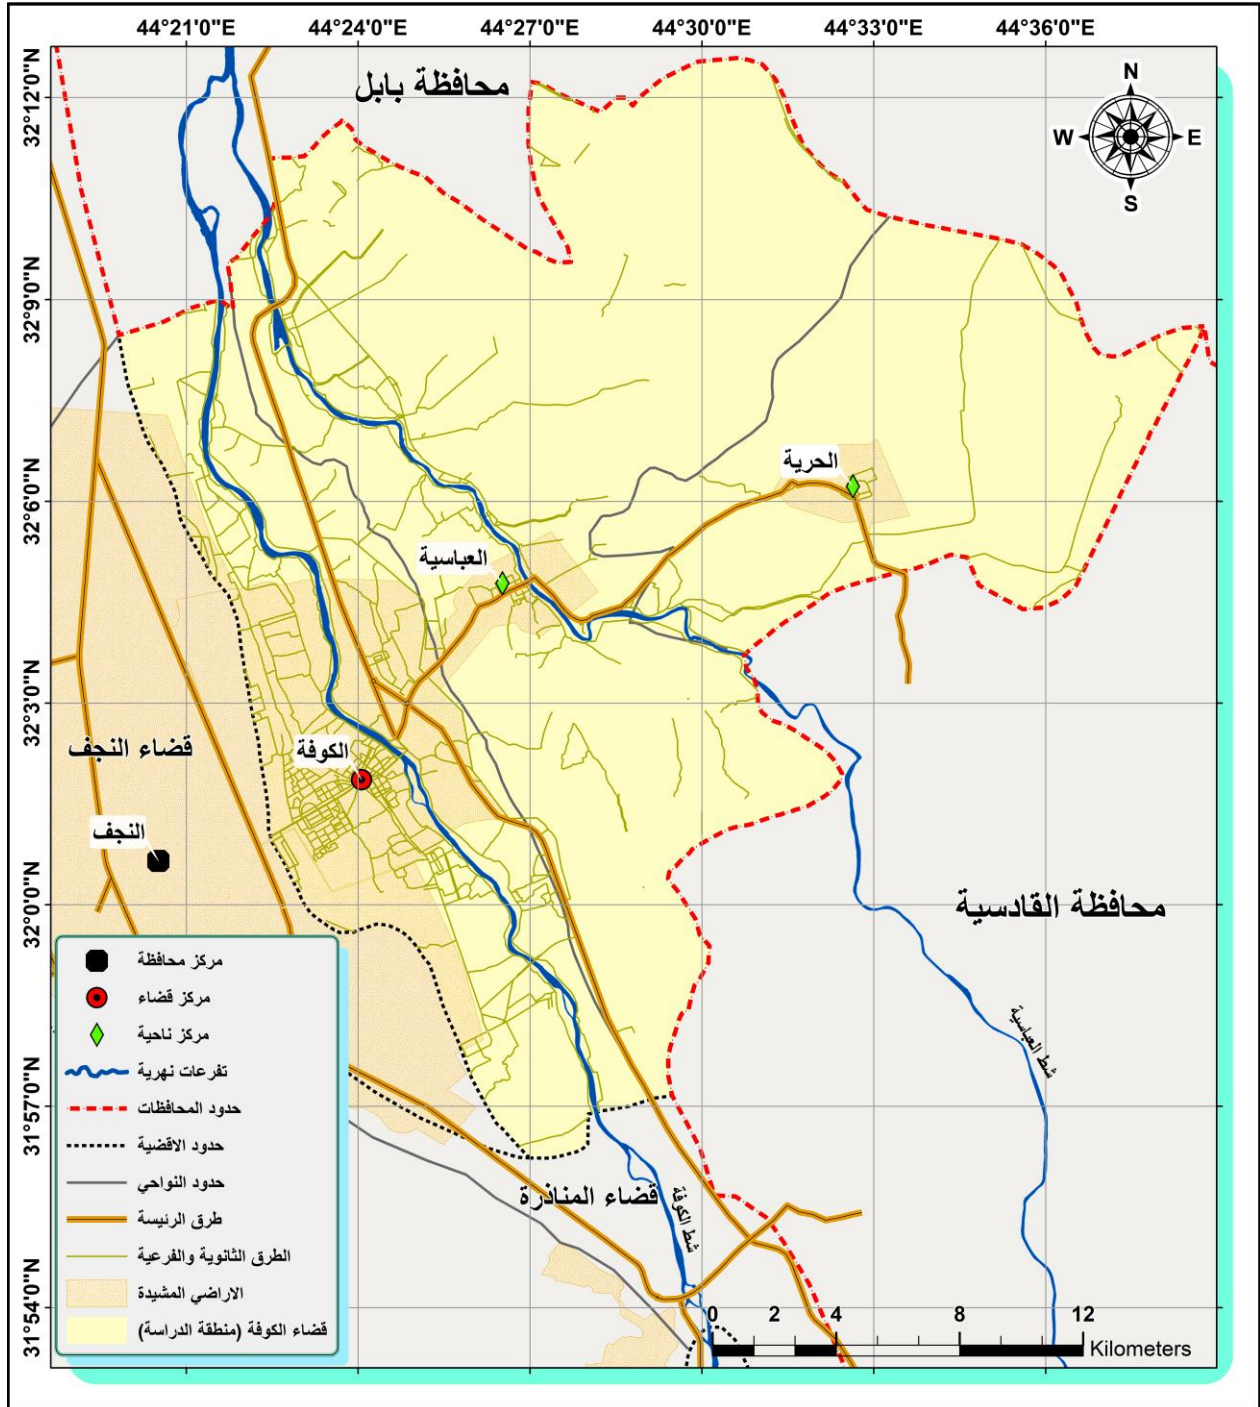 44°21'0"E 44°24'0"E 44°27'0"E 44°30'0"E 44°33'0"E 44°36'0"E
32°12'0"N
32°9'0"N
32°6'0"N
32°3'0"N
32°0'0"N
31°57'0"N
31°54'0"N
محافظة بابل
N
W E
S
الحرية
العباسية
الكوفة
قضاء النجف
النجف
محافظة القادسية
شط العباسية
قضاء المناذرة
شط الكوفة
مركز محافظة
مركز قضاء
مركز ناحية
تفرعات نهرية
حدود المحافظات
حدود الاقضية
حدود النواحي
طرق الرئيسة
الطرق الثانوية والفرعية
الاراضي المشيدة
قضاء الكوفة (منطقة الدراسة)
0 2 4 8 12
Kilometers